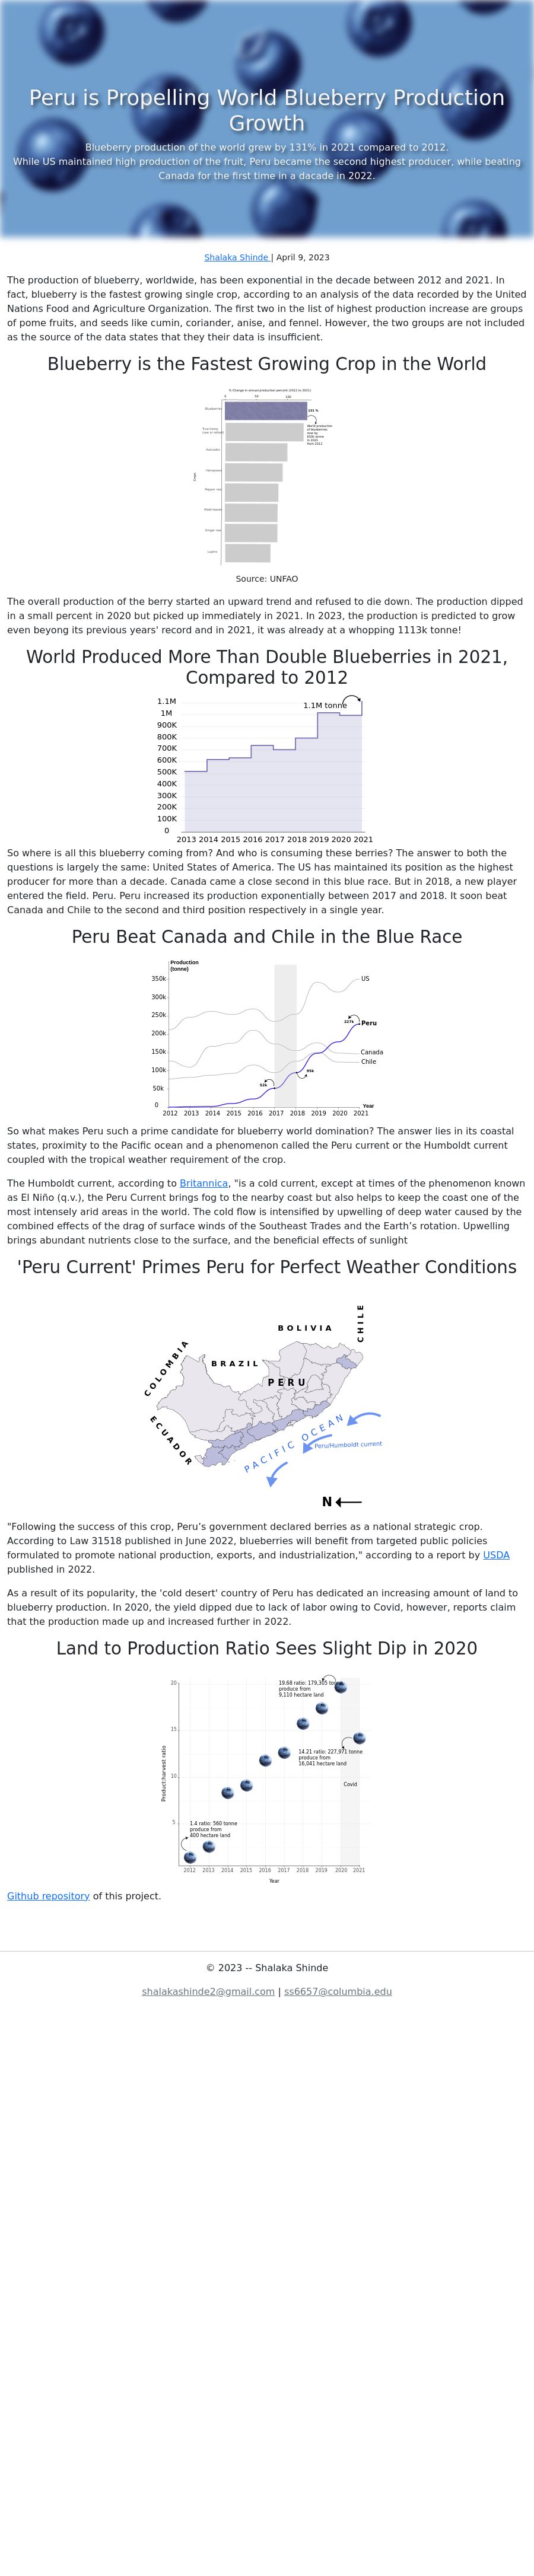 Peru is Propelling World Blueberry Production
Growth
Blueberry production of the world grew by 131% in 2021 compared to 2012.
While US maintained high production of the fruit, Peru became the second highest producer, while beating
Canada for the first time in a dacade in 2022.
Shalaka Shinde | April 9, 2023
The production of blueberry, worldwide, has been exponential in the decade between 2012 and 2021. In
fact, blueberry is the fastest growing single crop, according to an analysis of the data recorded by the United
Nations Food and Agriculture Organization. The first two in the list of highest production increase are groups
of pome fruits, and seeds like cumin, coriander, anise, and fennel. However, the two groups are not included
as the source of the data states that they their data is insufficient.
Blueberry is the Fastest Growing Crop in the World
% Change in annual production percent (2012 to 2021)
0 50 100
Blueberries
131 %
True hemp
(raw or retted)
World production
of blueberries
rose by
in 2021
from 2012
Avocados
Hempseed
Pepper raw
Mixed Grain
Ginger raw
Lupins
Crops
Source: UNFAO
The overall production of the berry started an upward trend and refused to die down. The production dipped
in a small percent in 2020 but picked up immediately in 2021. In 2023, the production is predicted to grow
even beyong its previous years' record and in 2021, it was already at a whopping 1113k tonne!
World Produced More Than Double Blueberries in 2021,
Compared to 2012
1.1M
1.1M tonne
1M
900K
800K
700K
600K
500K
400K
300K
200K
100K
0
2013 2014 2015 2016 2017 2018 2019 2020 2021
So where is all this blueberry coming from? And who is consuming these berries? The answer to both the
questions is largely the same: United States of America. The US has maintained its position as the highest
producer for more than a decade. Canada came a close second in this blue race. But in 2018, a new player
entered the field. Peru. Peru increased its production exponentially between 2017 and 2018. It soon beat
Canada and Chile to the second and third position respectively in a single year.
Peru Beat Canada and Chile in the Blue Race
Production
(tonne)
350k
US
300k
250k
227k
Peru
200k
150k
Canada
Chile
100k
95k
52k
50k
0
Year
2012 2013 2014 2015 2016 2017 2018 2019 2020 2021
So what makes Peru such a prime candidate for blueberry world domination? The answer lies in its coastal
states, proximity to the Pacific ocean and a phenomenon called the Peru current or the Humboldt current
coupled with the tropical weather requirement of the crop.
The Humboldt current, according to Britannica, "is a cold current, except at times of the phenomenon known
as El Niño (q.v.), the Peru Current brings fog to the nearby coast but also helps to keep the coast one of the
most intensely arid areas in the world. The cold flow is intensified by upwelling of deep water caused by the
combined effects of the drag of surface winds of the Southeast Trades and the Earth’s rotation. Upwelling
brings abundant nutrients close to the surface, and the beneficial effects of sunlight
'Peru Current' Primes Peru for Perfect Weather Conditions
CHILE
BOLIVIA
COLOMBIA
BRAZIL
PERU
ECUADOR
PACIFIC OCEAN
Peru/Humboldt current
N
"Following the success of this crop, Peru’s government declared berries as a national strategic crop.
According to Law 31518 published in June 2022, blueberries will benefit from targeted public policies
formulated to promote national production, exports, and industrialization," according to a report by USDA
published in 2022.
As a result of its popularity, the 'cold desert' country of Peru has dedicated an increasing amount of land to
blueberry production. In 2020, the yield dipped due to lack of labor owing to Covid, however, reports claim
that the production made up and increased further in 2022.
Land to Production Ratio Sees Slight Dip in 2020
20
19.68 ratio: 179,305 tonne
produce from
9,110 hectare land
15
14.21 ratio: 227,971 tonne
produce from
16,041 hectare land
10
Covid
5
1.4 ratio: 560 tonne
produce from
400 hectare land
Product:harvest ratio
2012 2013 2014 2015 2016 2017 2018 2019 2020 2021
Year
Github repository of this project.
© 2023 -- Shalaka Shinde
shalakashinde2@gmail.com | ss6657@columbia.edu